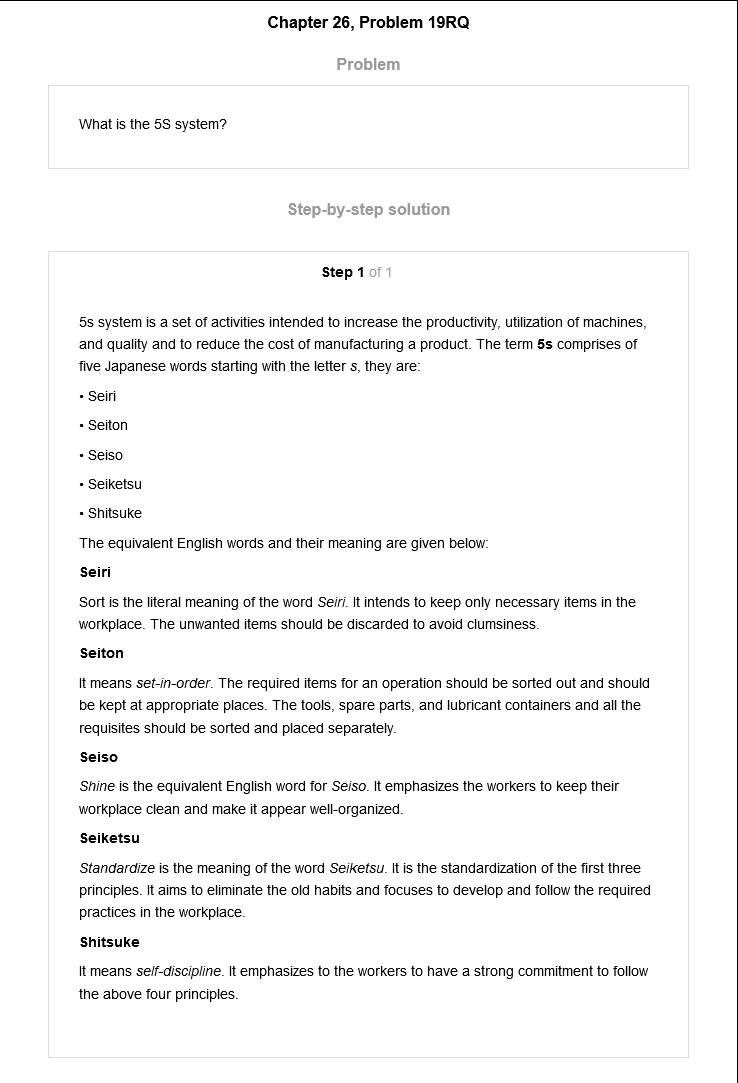 Chapter 26, Problem 19RQ
Problem
What is the 5S system?
Step-by-step solution
Step 1 of 1
5s system is a set of activities intended to increase the productivity, utilization of machines,
and quality and to reduce the cost of manufacturing a product. The term 5s comprises of
five Japanese words starting with the letter s, they are:
• Seiri
• Seiton
• Seiso
• Seiketsu
• Shitsuke
The equivalent English words and their meaning are given below:
Seiri
Sort is the literal meaning of the word Seiri. It intends to keep only necessary items in the
workplace. The unwanted items should be discarded to avoid clumsiness.
Seiton
It means set-in-order. The required items for an operation should be sorted out and should
be kept at appropriate places. The tools, spare parts, and lubricant containers and all the
requisites should be sorted and placed separately.
Seiso
Shine is the equivalent English word for Seiso. It emphasizes the workers to keep their
workplace clean and make it appear well-organized.
Seiketsu
Standardize is the meaning of the word Seiketsu. It is the standardization of the first three
principles. It aims to eliminate the old habits and focuses to develop and follow the required
practices in the workplace.
Shitsuke
It means self-discipline. It emphasizes to the workers to have a strong commitment to follow
the above four principles.